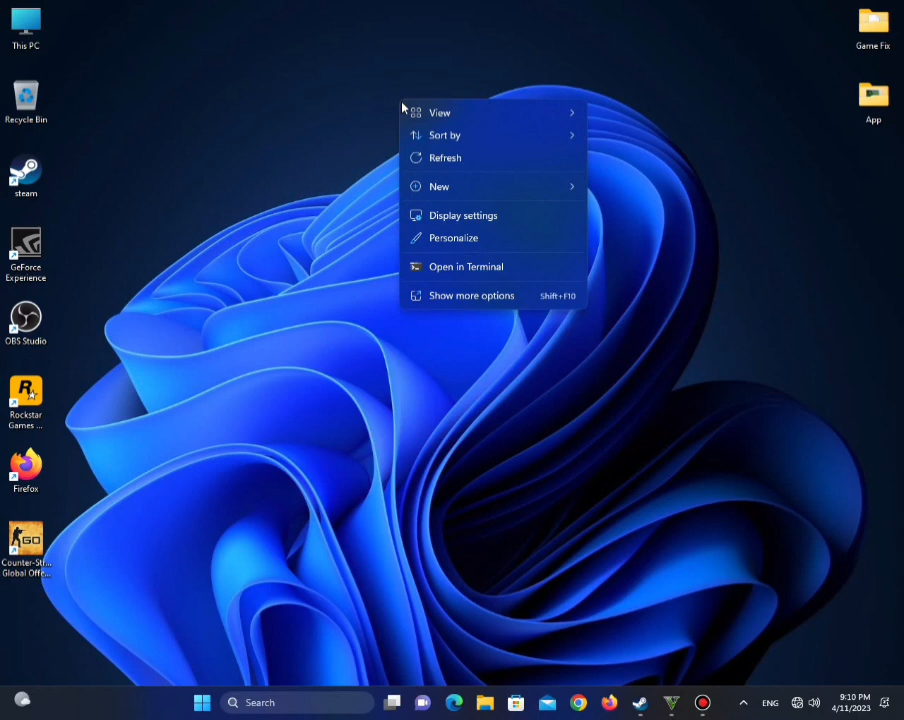 This PC
Recycle Bin
steam
GeForce
Experience
OBS Studio
Rockstar
Games ...
Firefox
GO
Counter-Str...
Global Offe...
View
Sort by
Refresh
New
Display settings
Personalize
Open in Terminal
Show more options Shift+F10
Game Fix
App
Search
ENG
9:10 PM
4/11/2023